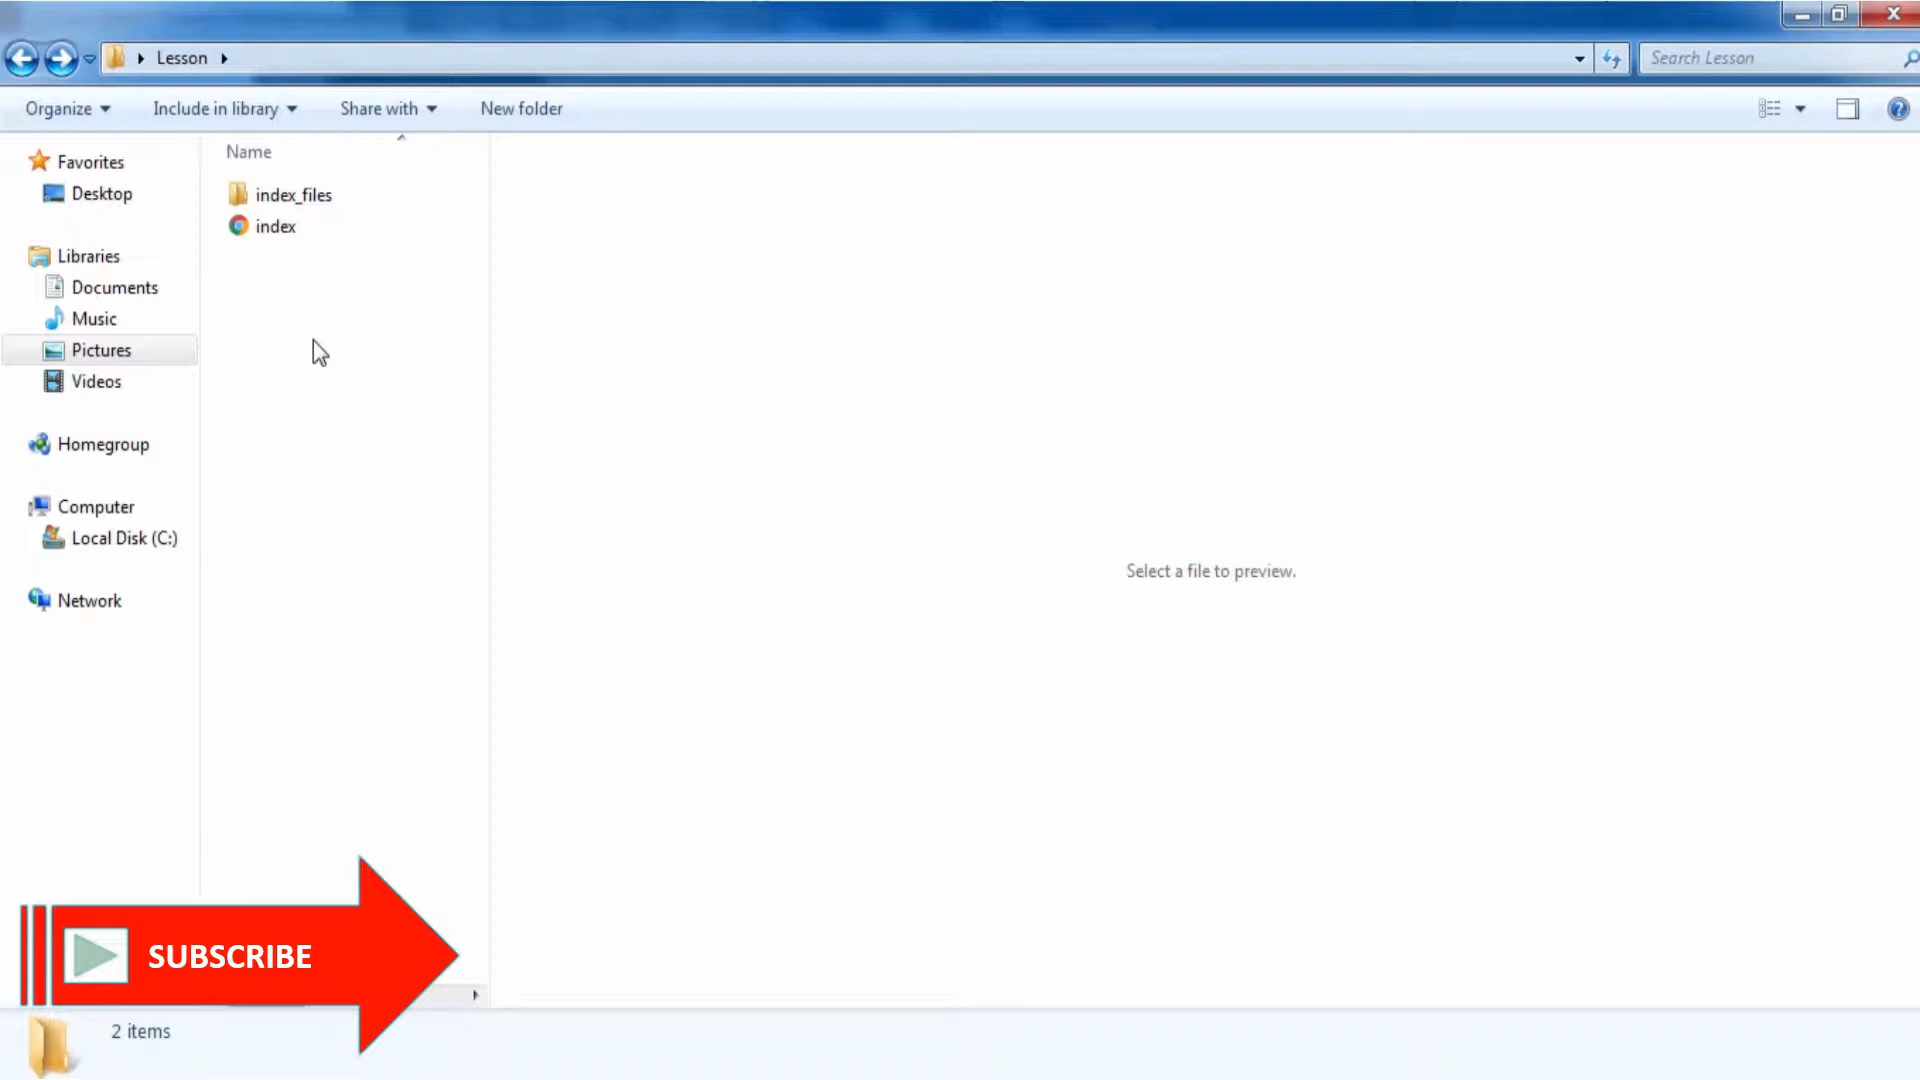 Lesson
Search Lesson
Organize
Include in library
Share with
New folder
Favorites
Desktop
Libraries
Documents
Music
Pictures
Videos
Homegroup
Computer
Local Disk (C:)
Network
Name
index_files
index
Select a file to preview.
SUBSCRIBE
2 items